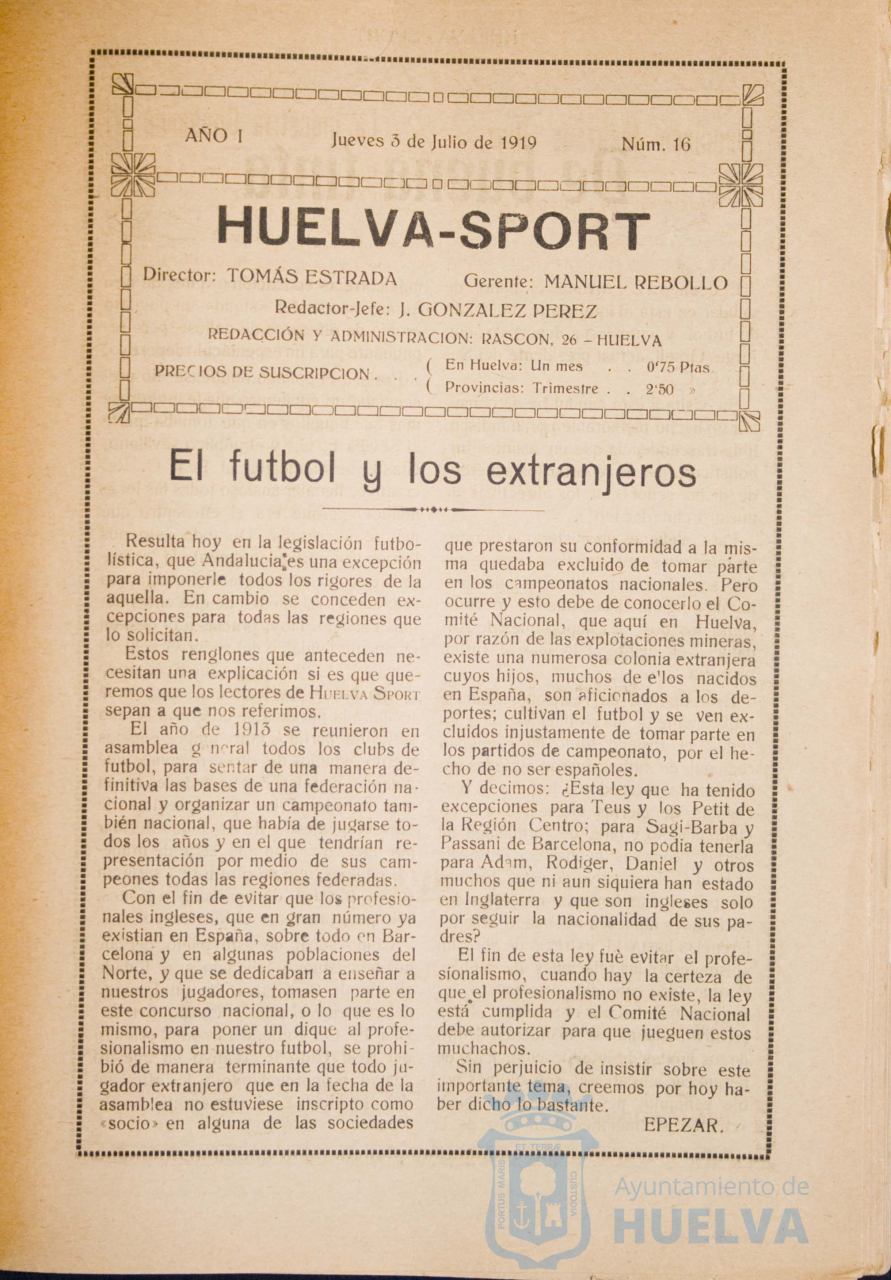 AÑO I Jueves 3 de Julio de 1919 Núm. 16
HUELVA-SPORT
Director: TOMÁS ESTRADA Gerente: MANUEL REBOLLO
Redactor-Jefe: J. GONZALEZ PEREZ
REDACCIÓN Y ADMINISTRACION: RASCON, 26 – HUELVA
PRECIOS DE SUSCRIPCION . . . ( En Huelva: Un mes . . 0'75 Ptas.
( Provincias: Trimestre . . 2'50 »
El futbol y los extranjeros
Resulta hoy en la legislación futbo-
lística, que Andalucia es una excepción
para imponerle todos los rigores de la
aquella. En cambio se conceden ex-
cepciones para todas las regiones que
lo solicitan.
Estos renglones que anteceden ne-
cesitan una explicación si es que que-
remos que los lectores de HUELVA SPORT
sepan a que nos referimos.
El año de 1913 se reunieron en
asamblea g neral todos los clubs de
futbol, para sentar de una manera de-
finitiva las bases de una federación na-
cional y organizar un campeonato tam-
bién nacional, que había de jugarse to-
dos los años y en el que tendrían re-
presentación por medio de sus cam-
peones todas las regiones federadas.
Con el fin de evitar que los profesio-
nales ingleses, que en gran número ya
existian en España, sobre todo en Bar-
celona y en algunas poblaciones del
Norte, y que se dedicaban a enseñar a
nuestros jugadores, tomasen parte en
este concurso nacional, o lo que es lo
mismo, para poner un dique al profe-
sionalismo en nuestro futbol, se prohi-
bió de manera terminante que todo ju-
gador extranjero que en la fecha de la
asamblea no estuviese inscripto como
«socio» en alguna de las sociedades
que prestaron su conformidad a la mis-
ma quedaba excluido de tomar parte
en los campeonatos nacionales. Pero
ocurre y esto debe de conocerlo el Co-
mité Nacional, que aquí en Huelva,
por razón de las explotaciones mineras,
existe una numerosa colonia extranjera
cuyos hijos, muchos de e'los nacidos
en España, son aficionados a los de-
portes; cultivan el futbol y se ven ex-
cluidos injustamente de tomar parte en
los partidos de campeonato, por el he-
cho de no ser españoles.
Y decimos: ¿Esta ley que ha tenido
excepciones para Teus y los Petit de
la Región Centro; para Sagi-Barba y
Passani de Barcelona, no podia tenerla
para Adam, Rodiger, Daniel y otros
muchos que ni aun siquiera han estado
en Inglaterra y que son ingleses solo
por seguir la nacionalidad de sus pa-
dres?
El fin de esta ley fuè evitar el profe-
sionalismo, cuando hay la certeza de
que el profesionalismo no existe, la ley
está cumplida y el Comité Nacional
debe autorizar para que jueguen estos
muchachos.
Sin perjuicio de insistir sobre este
importante tema, creemos por hoy ha-
ber dicho lo bastante.
EPEZAR.
PORTUS MARIS ET TERRÆ CUSTODIA
Ayuntamiento de
HUELVA